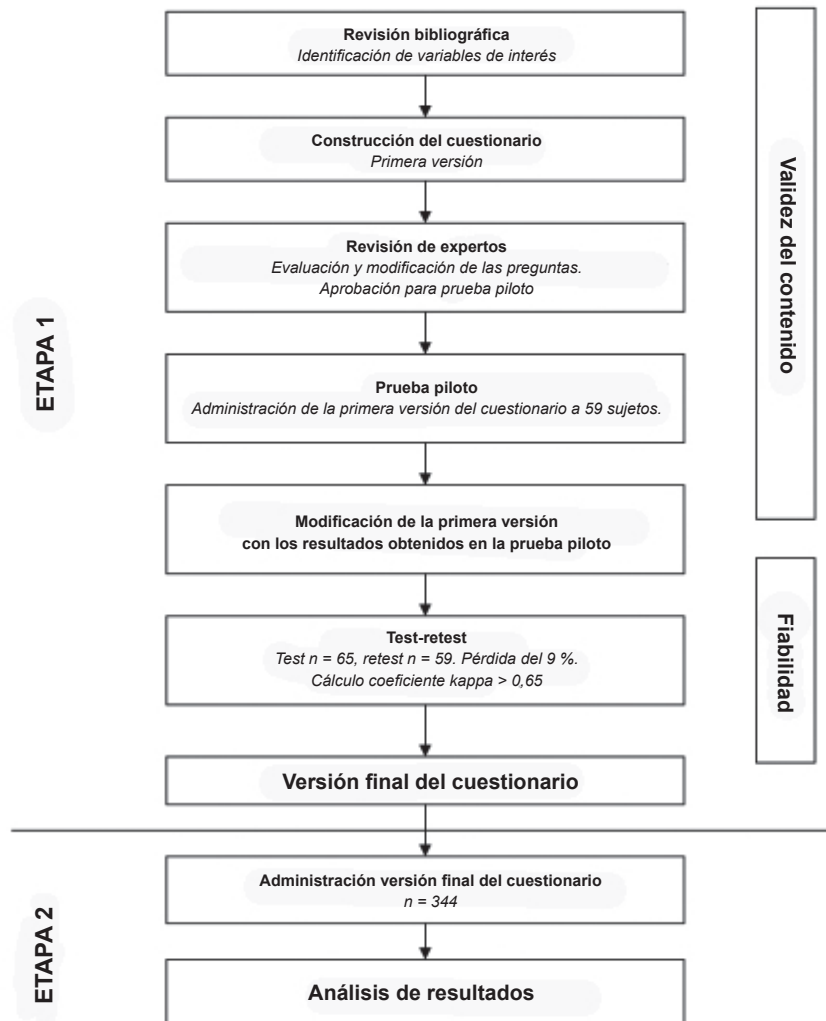 Revisión bibliográfica
Identificación de variables de interés
Construcción del cuestionario
Primera versión
Revisión de expertos
Evaluación y modificación de las preguntas.
Aprobación para prueba piloto
ETAPA 1
Validez del contenido
Prueba piloto
Administración de la primera versión del cuestionario a 59 sujetos.
Modificación de la primera versión
con los resultados obtenidos en la prueba piloto
Test-retest
Test n = 65, retest n = 59. Pérdida del 9 %.
Cálculo coeficiente kappa > 0,65
Fiabilidad
Versión final del cuestionario
ETAPA 2
Administración versión final del cuestionario
n = 344
Análisis de resultados